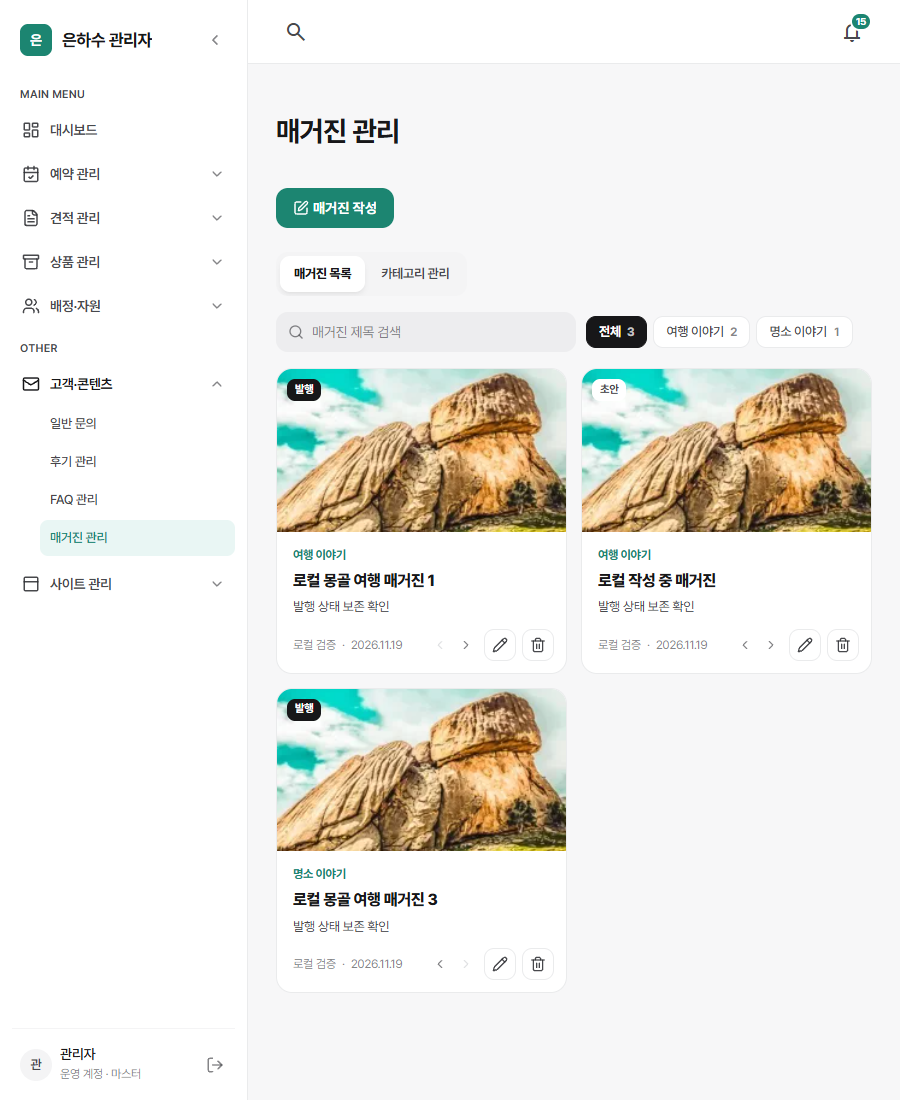 은 은하수 관리자
15
MAIN MENU
대시보드
예약 관리
견적 관리
상품 관리
배정·자원
OTHER
고객·콘텐츠
일반 문의
후기 관리
FAQ 관리
매거진 관리
사이트 관리
관 관리자
운영 계정 · 마스터
매거진 관리
매거진 작성
매거진 목록 카테고리 관리
매거진 제목 검색 전체 3 여행 이야기 2 명소 이야기 1
발행
여행 이야기
로컬 몽골 여행 매거진 1
발행 상태 보존 확인
로컬 검증 · 2026.11.19
초안
여행 이야기
로컬 작성 중 매거진
발행 상태 보존 확인
로컬 검증 · 2026.11.19
발행
명소 이야기
로컬 몽골 여행 매거진 3
발행 상태 보존 확인
로컬 검증 · 2026.11.19